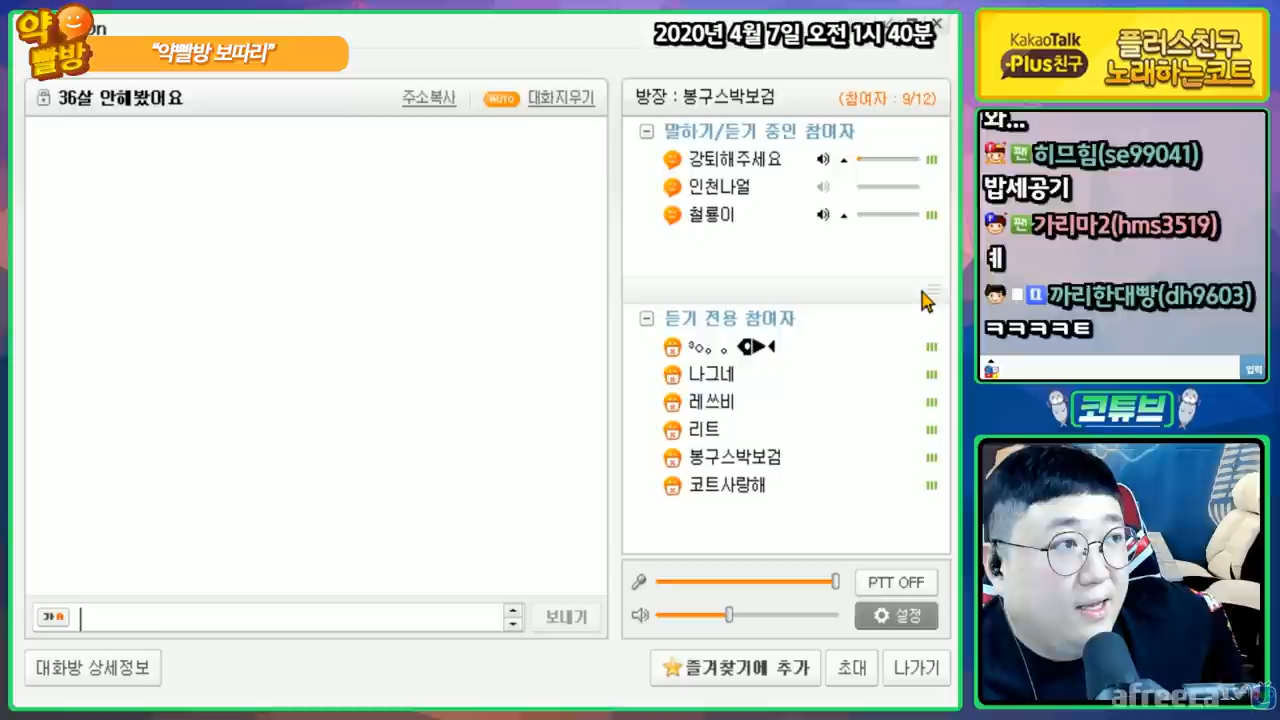 약빨방
on
"약빨방 보따리"
2020년 4월 7일 오전 1시 40분
36살 안해봤어요
주소복사
AUTO
대화지우기
방장 : 봉구스박보검
(참여자 : 9/12)
말하기/듣기 중인 참여자
강퇴해주세요
인천나얼
철룡이
듣기 전용 참여자
나그네
레쓰비
리트
봉구스박보검
코트사랑해
PTT OFF
설정
가A
보내기
대화방 상세정보
즐겨찾기에 추가
초대
나가기
KakaoTalk
Plus친구
플러스친구
노래하는코트
와...
팬 히므힘(se99041)
밥세공기
팬 가리마2(hms3519)
까리한대빵(dh9603)
ㅋㅋㅋㅋㅌ
입력
코튜브
afreecaTV